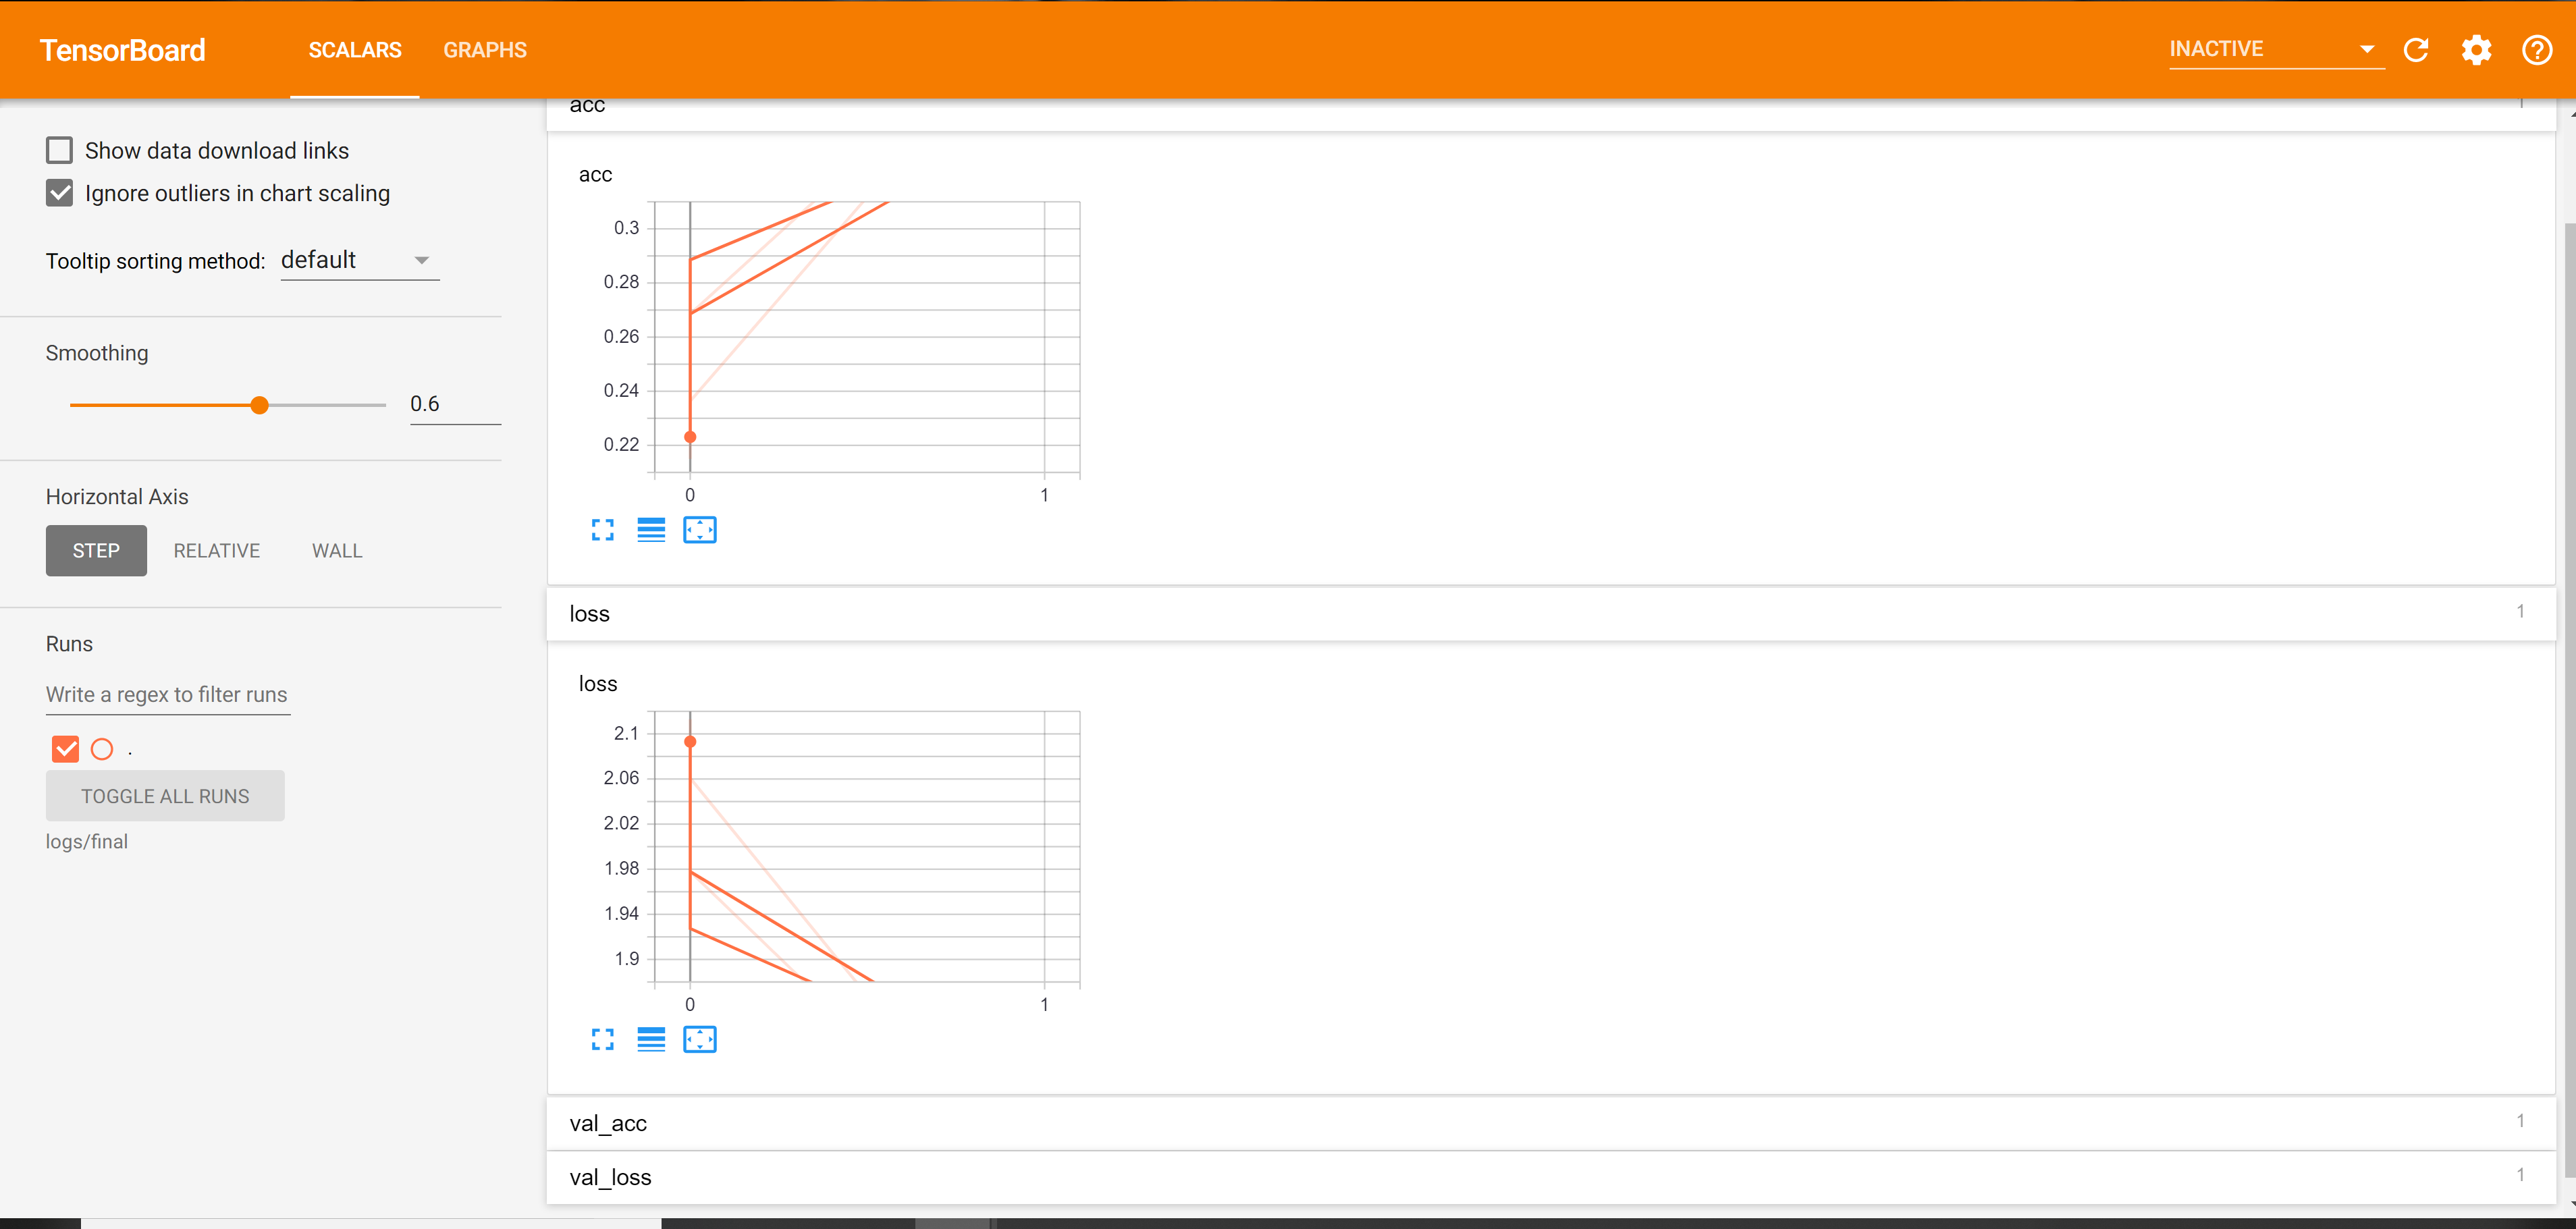 TensorBoard
SCALARS
GRAPHS
INACTIVE
Show data download links
Ignore outliers in chart scaling
Tooltip sorting method: default
Smoothing
0.6
Horizontal Axis
STEP RELATIVE WALL
Runs
Write a regex to filter runs
.
TOGGLE ALL RUNS
logs/final
acc 1
acc
0.3
0.28
0.26
0.24
0.22
0 1
loss 1
loss
2.1
2.06
2.02
1.98
1.94
1.9
0 1
val_acc 1
val_loss 1